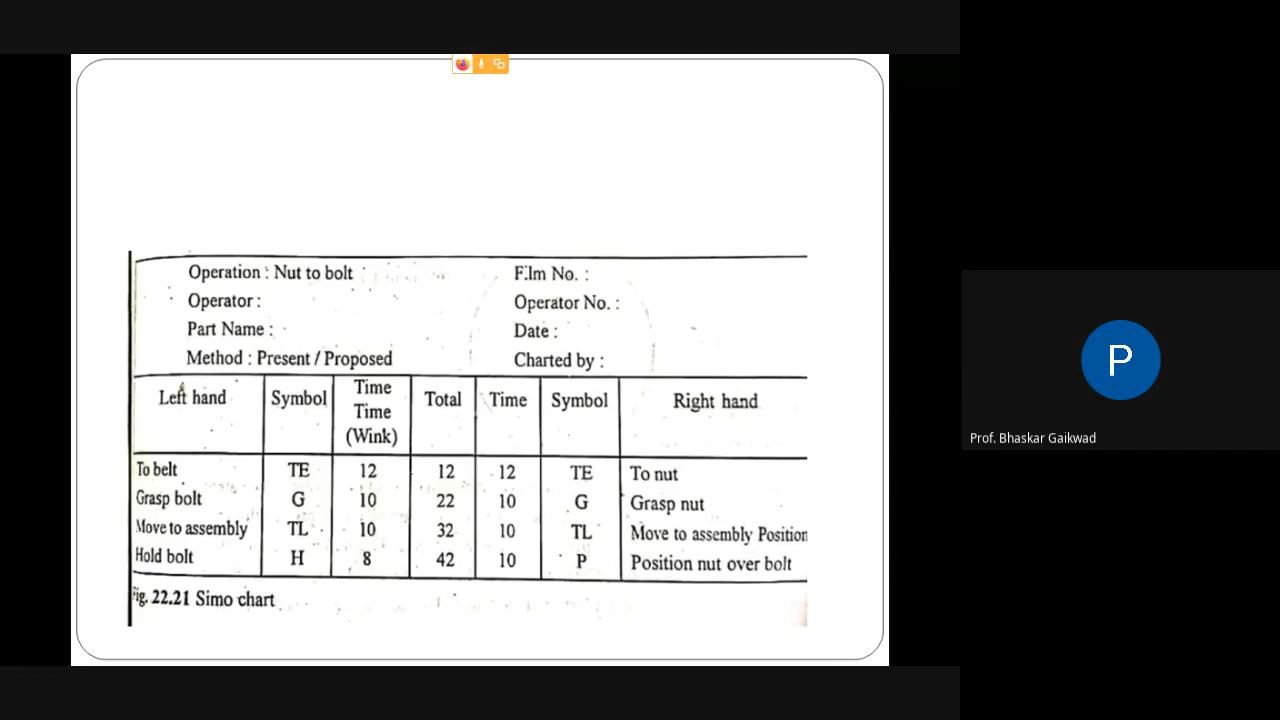 Operation : Nut to bolt
Film No. :
Operator :
Operator No. :
Part Name :
Date :
Method : Present / Proposed
Charted by :
Left hand Symbol Time Time (Wink) Total Time Symbol Right hand
To belt TE 12 12 12 TE To nut
Grasp bolt G 10 22 10 G Grasp nut
Move to assembly TL 10 32 10 TL Move to assembly Position
Hold bolt H 8 42 10 P Position nut over bolt
Fig. 22.21 Simo chart
P
Prof. Bhaskar Gaikwad